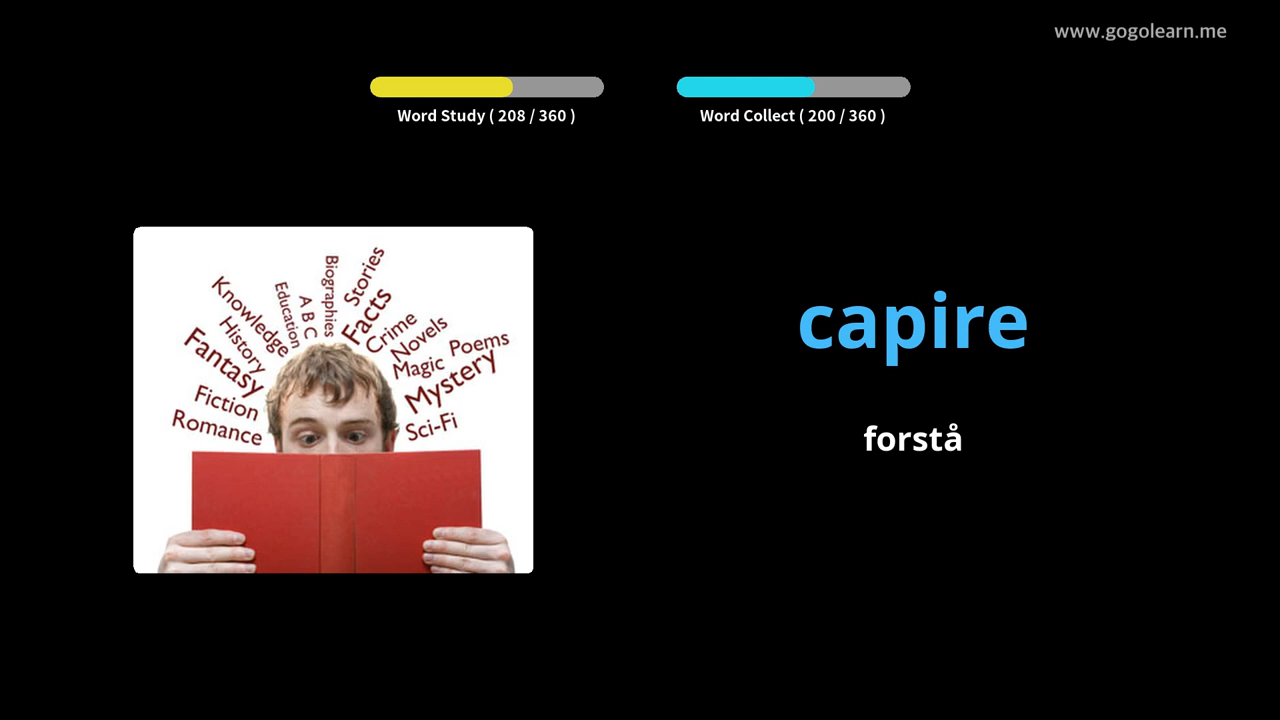 www.gogolearn.me
Word Study ( 208 / 360 )
Word Collect ( 200 / 360 )
Biographies
Stories
Education
A B C
Facts
Knowledge
Crime
History
Novels
Fantasy
Magic
Poems
Mystery
Fiction
Romance
Sci-Fi
capire
forstå